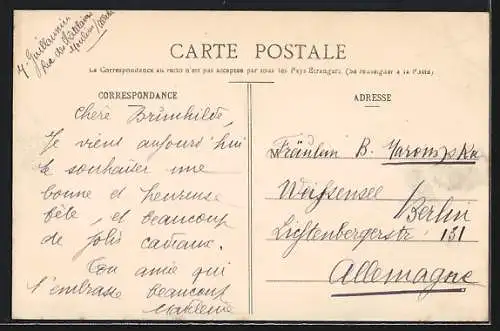 CARTE POSTALE
La Correspondance au recto n'est pas acceptée par tous les Pays Étrangers. (Se renseigner à la Poste)
CORRESPONDANCE
Chère Brünhilde,
Je viens aujourd'hui
te souhaiter une
bonne et heureuse
fête, et beaucoup
de jolis cadeaux.
Ton amie qui
t'embrasse beaucoup
ADRESSE
Fräulein B.
Weißensee
/Berlin
Lichtenbergerstr 131
Allemagne